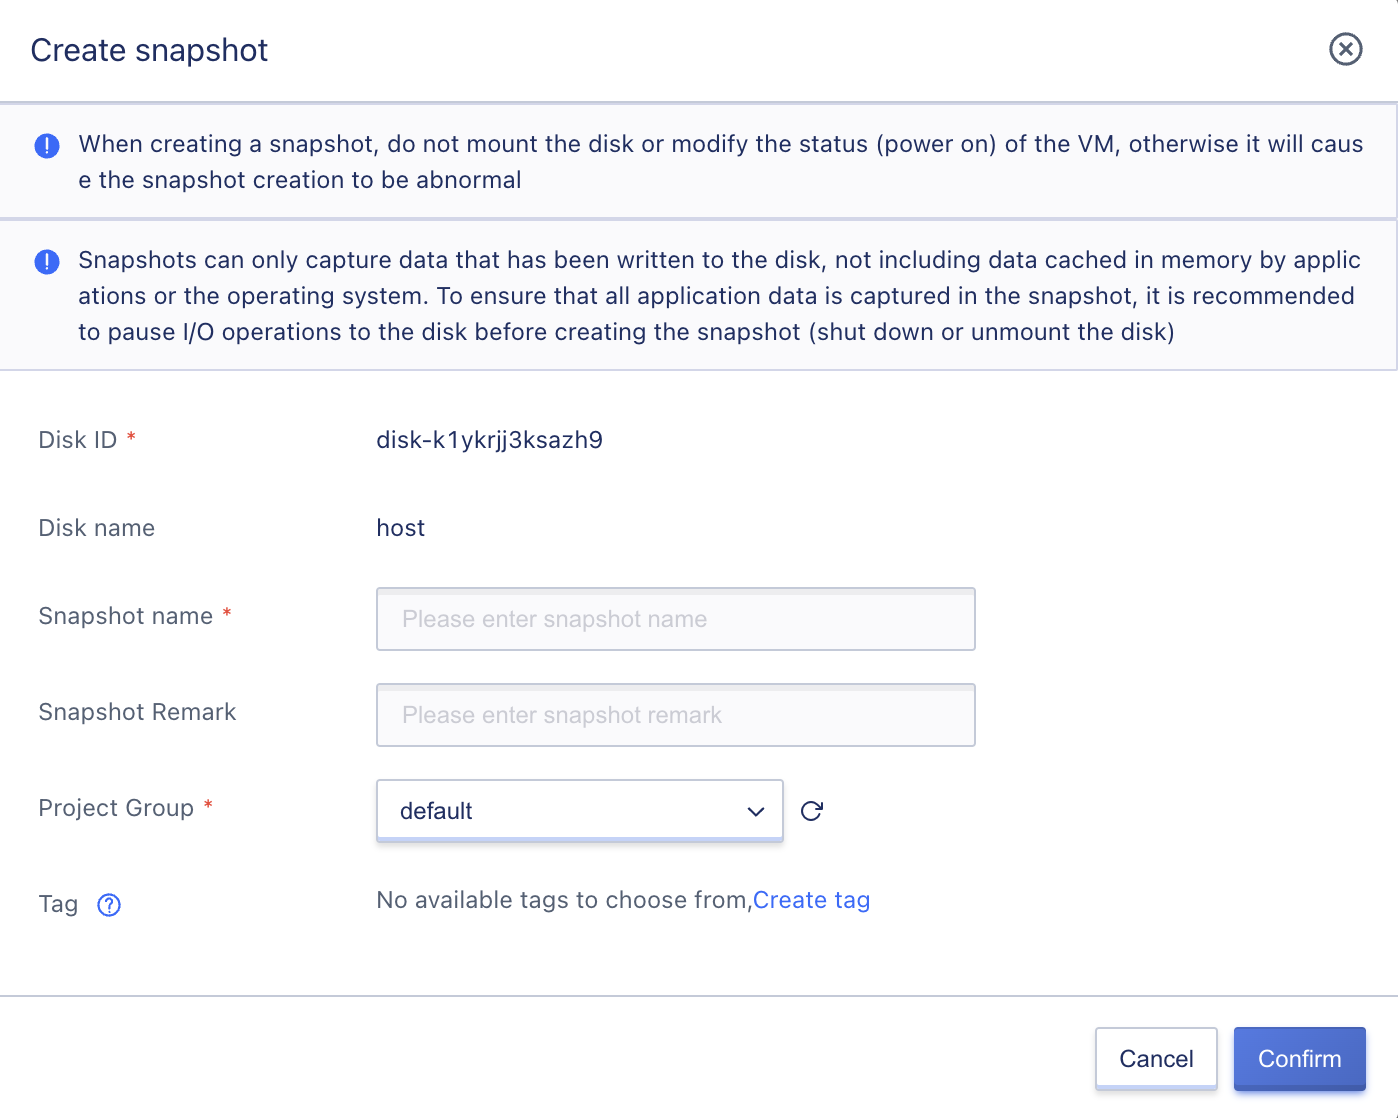 Create snapshot
When creating a snapshot, do not mount the disk or modify the status (power on) of the VM, otherwise it will caus
e the snapshot creation to be abnormal
Snapshots can only capture data that has been written to the disk, not including data cached in memory by applic
ations or the operating system. To ensure that all application data is captured in the snapshot, it is recommended
to pause I/O operations to the disk before creating the snapshot (shut down or unmount the disk)
Disk ID * disk-k1ykrjj3ksazh9
Disk name host
Snapshot name * Please enter snapshot name
Snapshot Remark Please enter snapshot remark
Project Group * default
Tag No available tags to choose from,Create tag
Cancel Confirm